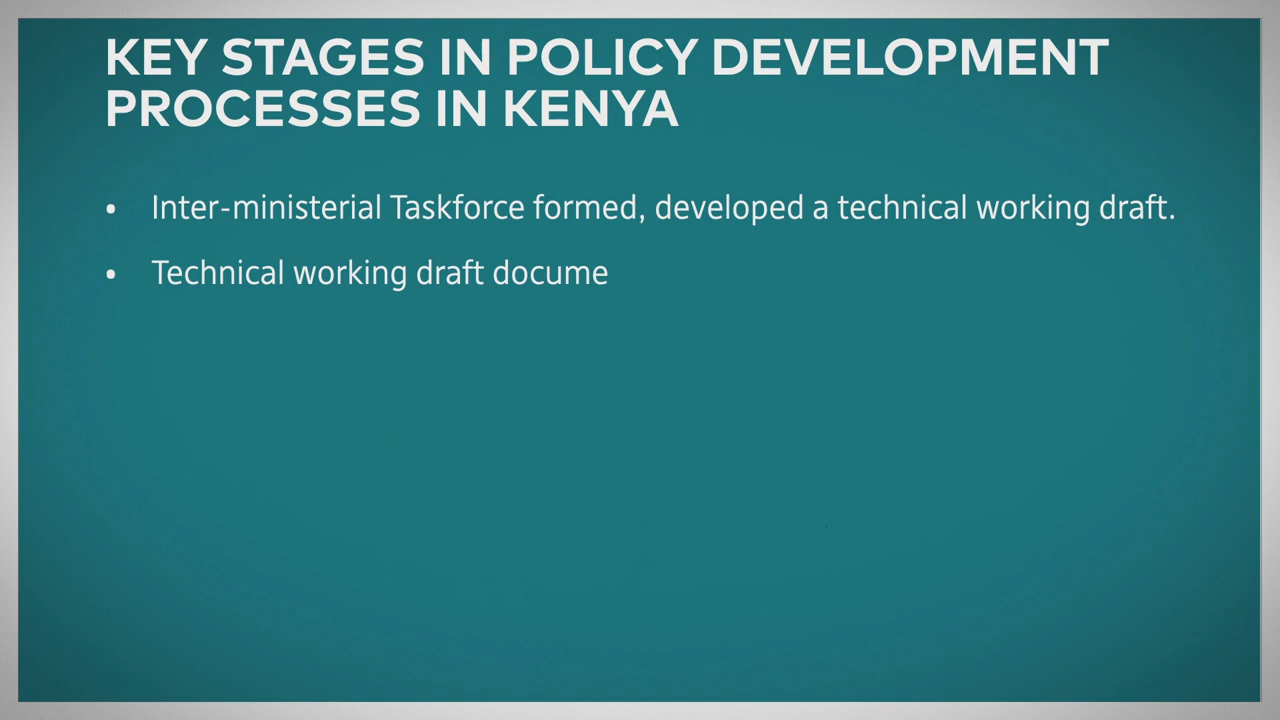 KEY STAGES IN POLICY DEVELOPMENT
PROCESSES IN KENYA
• Inter-ministerial Taskforce formed, developed a technical working draft.
• Technical working draft docume